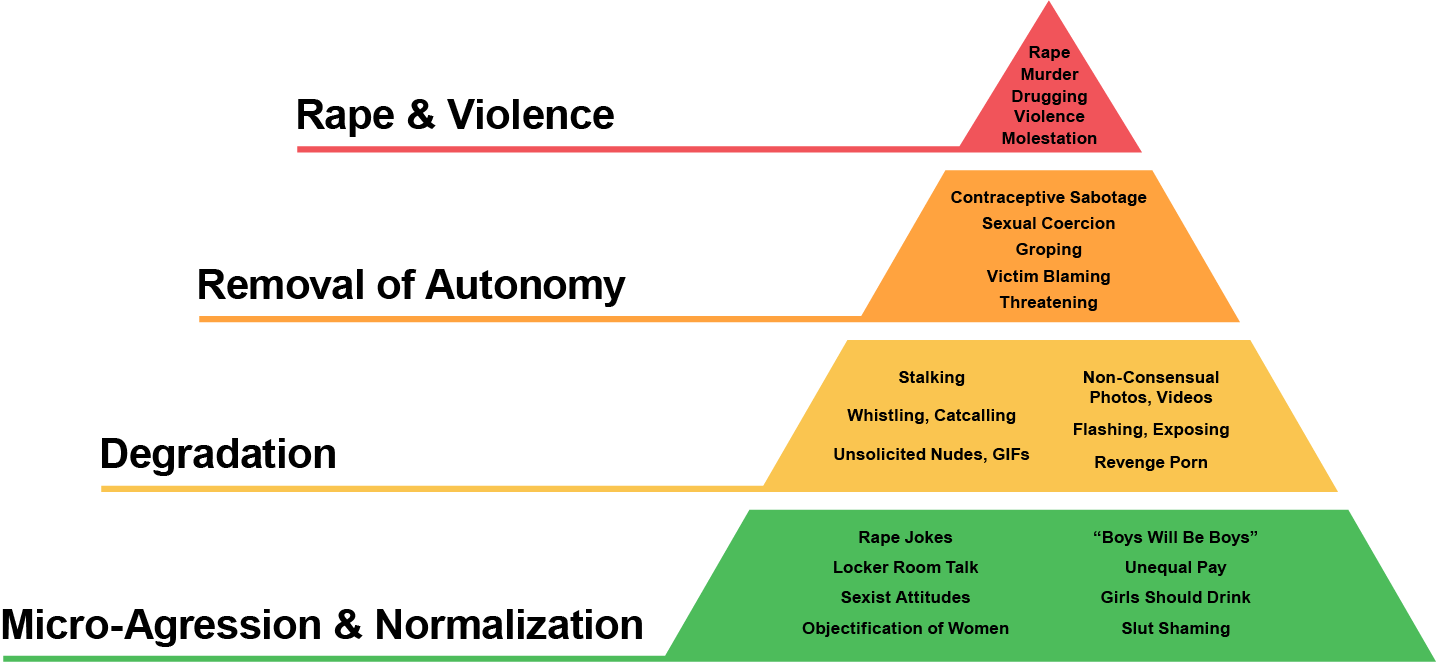 Rape & Violence
Rape
Murder
Drugging
Violence
Molestation
Removal of Autonomy
Contraceptive Sabotage
Sexual Coercion
Groping
Victim Blaming
Threatening
Degradation
Stalking
Whistling, Catcalling
Unsolicited Nudes, GIFs
Non-Consensual
Photos, Videos
Flashing, Exposing
Revenge Porn
Micro-Agression & Normalization
Rape Jokes
Locker Room Talk
Sexist Attitudes
Objectification of Women
“Boys Will Be Boys”
Unequal Pay
Girls Should Drink
Slut Shaming